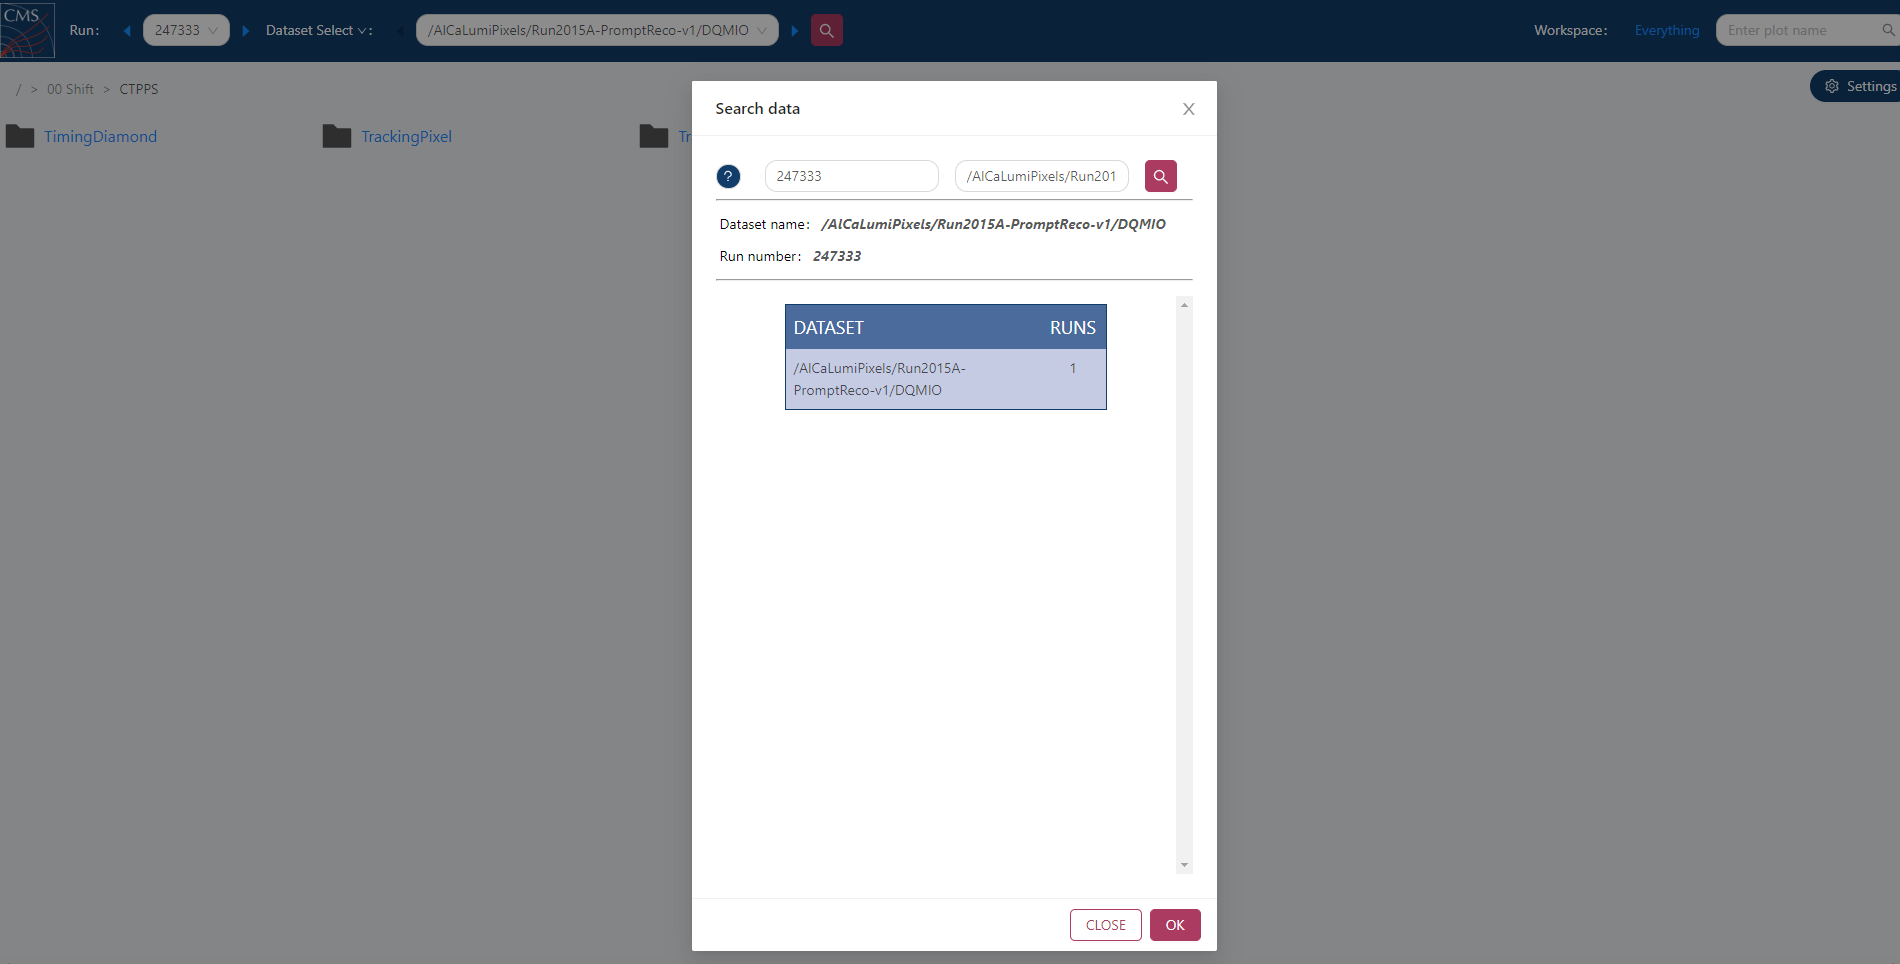 CMS
Run: 247333 Dataset Select : /AlCaLumiPixels/Run2015A-PromptReco-v1/DQMIO Workspace: Everything Enter plot name
/ > 00 Shift > CTPPS
Settings
TimingDiamond TrackingPixel Tr
Search data
? 247333 /AlCaLumiPixels/Run201
Dataset name: /AlCaLumiPixels/Run2015A-PromptReco-v1/DQMIO
Run number: 247333
DATASET RUNS
/AlCaLumiPixels/Run2015A- 1
PromptReco-v1/DQMIO
CLOSE OK